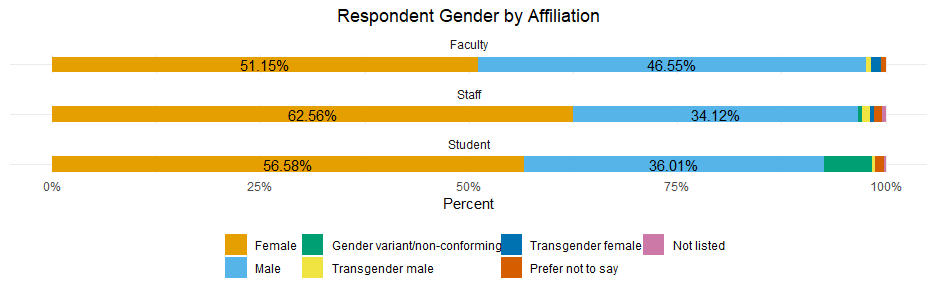 Respondent Gender by Affiliation
Faculty
51.15% 46.55%
Staff
62.56% 34.12%
Student
56.58% 36.01%
0% 25% 50% 75% 100%
Percent
Female Gender variant/non-conforming Transgender female Not listed
Male Transgender male Prefer not to say